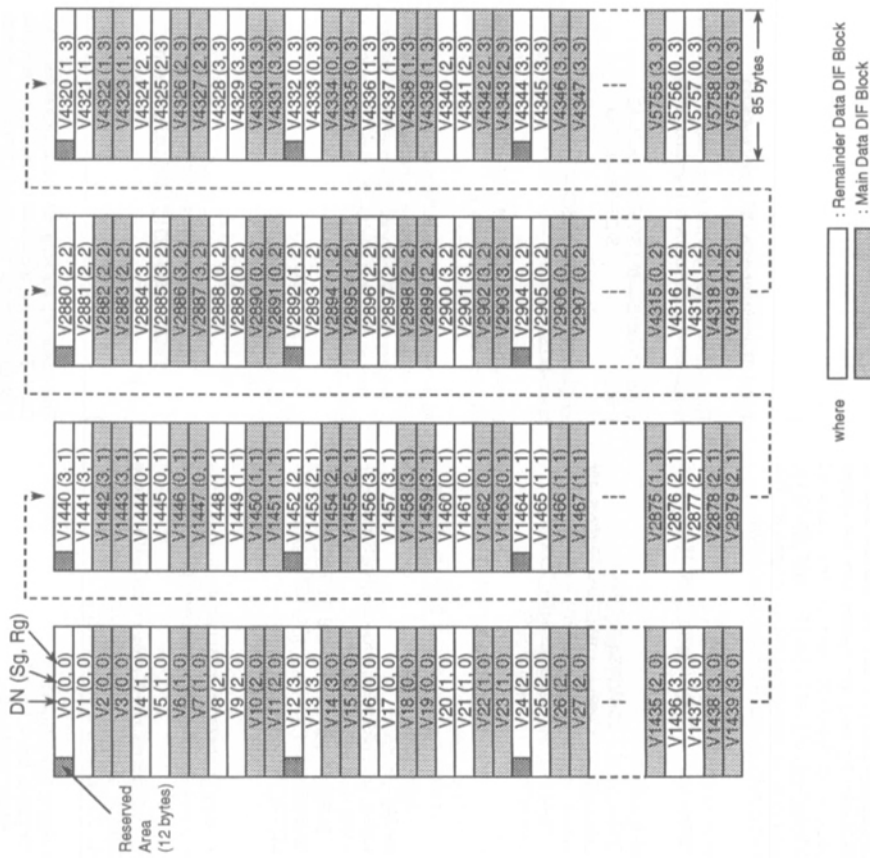 DN (Sg, Rg)
Reserved
Area
(12 bytes)
V0 (0, 0)
V1 (0, 0)
V2 (0, 0)
V3 (0, 0)
V4 (1, 0)
V5 (1, 0)
V6 (1, 0)
V7 (1, 0)
V8 (2, 0)
V9 (2, 0)
V10 (2, 0)
V11 (2, 0)
V12 (3, 0)
V13 (3, 0)
V14 (3, 0)
V15 (3, 0)
V16 (0, 0)
V17 (0, 0)
V18 (0, 0)
V19 (0, 0)
V20 (1, 0)
V21 (1, 0)
V22 (1, 0)
V23 (1, 0)
V24 (2, 0)
V25 (2, 0)
V26 (2, 0)
V27 (2, 0)
V1435 (2, 0)
V1436 (3, 0)
V1437 (3, 0)
V1438 (3, 0)
V1439 (3, 0)
V1440 (3, 1)
V1441 (3, 1)
V1442 (3, 1)
V1443 (3, 1)
V1444 (0, 1)
V1445 (0, 1)
V1446 (0, 1)
V1447 (0, 1)
V1448 (1, 1)
V1449 (1, 1)
V1450 (1, 1)
V1451 (1, 1)
V1452 (2, 1)
V1453 (2, 1)
V1454 (2, 1)
V1455 (2, 1)
V1456 (3, 1)
V1457 (3, 1)
V1458 (3, 1)
V1459 (3, 1)
V1460 (0, 1)
V1461 (0, 1)
V1462 (0, 1)
V1463 (0, 1)
V1464 (1, 1)
V1465 (1, 1)
V1466 (1, 1)
V1467 (1, 1)
V2875 (1, 1)
V2876 (2, 1)
V2877 (2, 1)
V2878 (2, 1)
V2879 (2, 1)
V2880 (2, 2)
V2881 (2, 2)
V2882 (2, 2)
V2883 (2, 2)
V2884 (3, 2)
V2885 (3, 2)
V2886 (3, 2)
V2887 (3, 2)
V2888 (0, 2)
V2889 (0, 2)
V2890 (0, 2)
V2891 (0, 2)
V2892 (1, 2)
V2893 (1, 2)
V2894 (1, 2)
V2895 (1, 2)
V2896 (2, 2)
V2897 (2, 2)
V2898 (2, 2)
V2899 (2, 2)
V2900 (3, 2)
V2901 (3, 2)
V2902 (3, 2)
V2903 (3, 2)
V2904 (0, 2)
V2905 (0, 2)
V2906 (0, 2)
V2907 (0, 2)
V4315 (0, 2)
V4316 (1, 2)
V4317 (1, 2)
V4318 (1, 2)
V4319 (1, 2)
V4320 (1, 3)
V4321 (1, 3)
V4322 (1, 3)
V4323 (1, 3)
V4324 (2, 3)
V4325 (2, 3)
V4326 (2, 3)
V4327 (2, 3)
V4328 (3, 3)
V4329 (3, 3)
V4330 (3, 3)
V4331 (3, 3)
V4332 (0, 3)
V4333 (0, 3)
V4334 (0, 3)
V4335 (0, 3)
V4336 (1, 3)
V4337 (1, 3)
V4338 (1, 3)
V4339 (1, 3)
V4340 (2, 3)
V4341 (2, 3)
V4342 (2, 3)
V4343 (2, 3)
V4344 (3, 3)
V4345 (3, 3)
V4346 (3, 3)
V4347 (3, 3)
V5755 (3, 3)
V5756 (0, 3)
V5757 (0, 3)
V5758 (0, 3)
V5759 (0, 3)
85 bytes
where
: Remainder Data DIF Block
: Main Data DIF Block